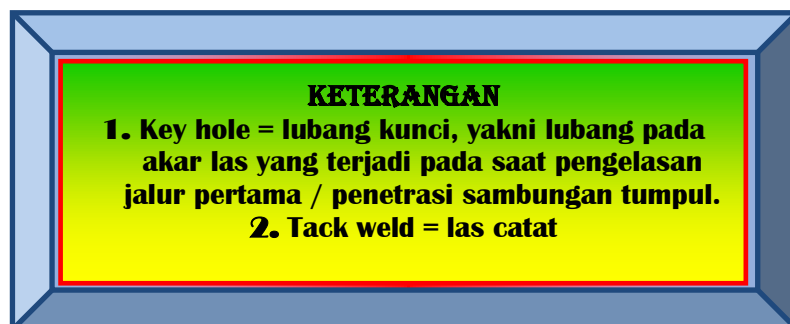 KETERANGAN
1. Key hole = lubang kunci, yakni lubang pada
akar las yang terjadi pada saat pengelasan
jalur pertama / penetrasi sambungan tumpul.
2. Tack weld = las catat